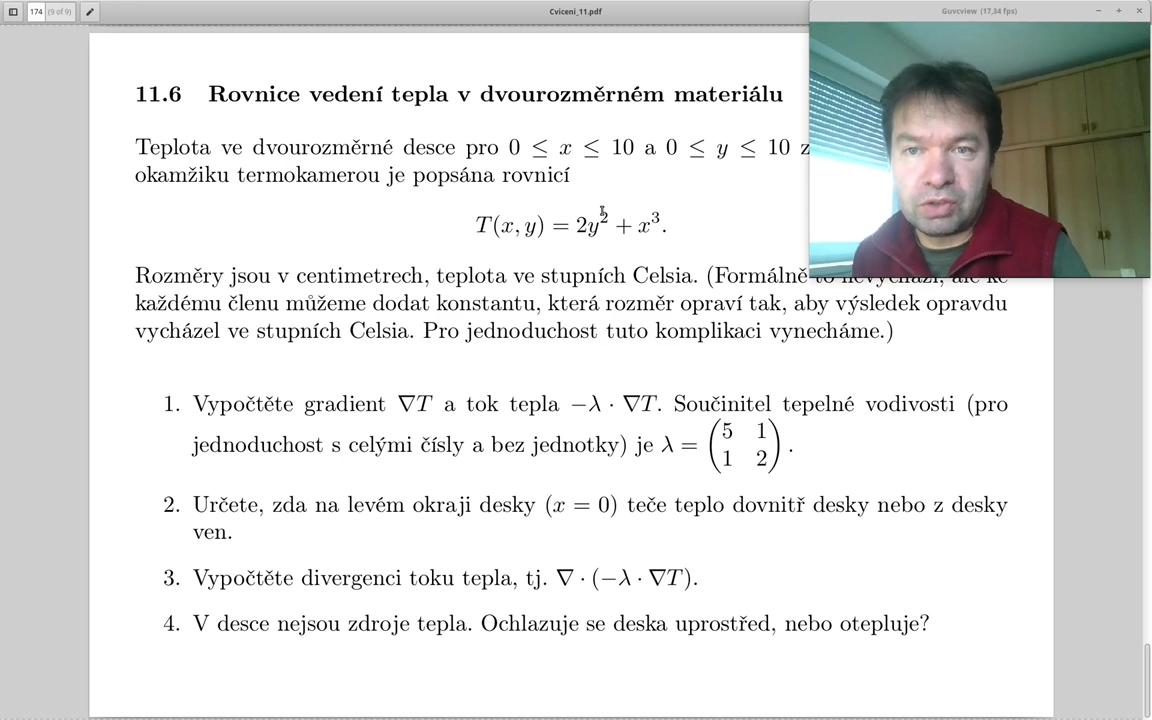 174 (9 of 9)
Cviceni_11.pdf
Guvcview (17,34 fps)
11.6 Rovnice vedení tepla v dvourozměrném materiálu
Teplota ve dvourozměrné desce pro 0 ≤ x ≤ 10 a 0 ≤ y ≤ 10 z
okamžiku termokamerou je popsána rovnicí
T(x, y) = 2y² + x³.
Rozměry jsou v centimetrech, teplota ve stupních Celsia. (Formálně to nevychází, ale ke
každému členu můžeme dodat konstantu, která rozměr opraví tak, aby výsledek opravdu
vycházel ve stupních Celsia. Pro jednoduchost tuto komplikaci vynecháme.)
1. Vypočtěte gradient ∇T a tok tepla −λ · ∇T. Součinitel tepelné vodivosti (pro
jednoduchost s celými čísly a bez jednotky) je λ = (5 1
1 2).
2. Určete, zda na levém okraji desky (x = 0) teče teplo dovnitř desky nebo z desky
ven.
3. Vypočtěte divergenci toku tepla, tj. ∇ · (−λ · ∇T).
4. V desce nejsou zdroje tepla. Ochlazuje se deska uprostřed, nebo otepluje?